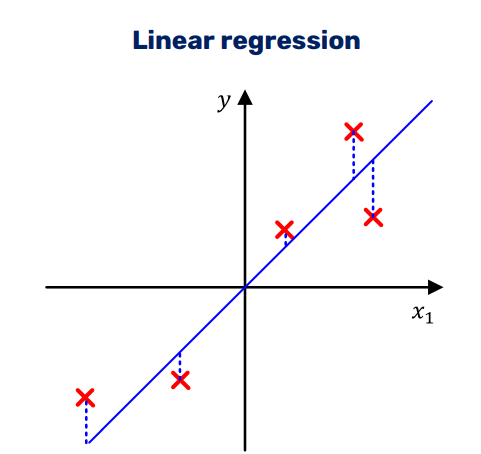 Linear regression
y
x₁